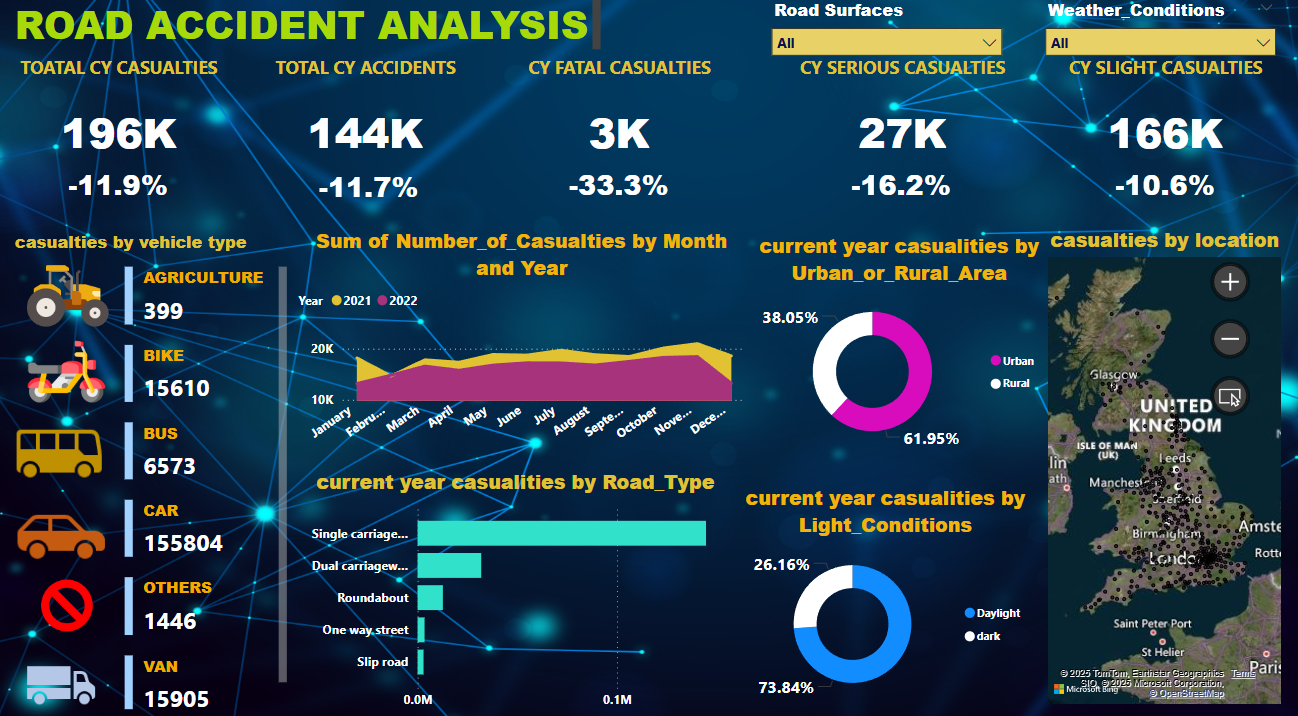 ROAD ACCIDENT ANALYSIS
Road Surfaces
All
Weather_Conditions
All
TOATAL CY CASUALTIES
196K
-11.9%
TOTAL CY ACCIDENTS
144K
-11.7%
CY FATAL CASUALTIES
3K
-33.3%
CY SERIOUS CASUALTIES
27K
-16.2%
CY SLIGHT CASUALTIES
166K
-10.6%
casualties by vehicle type
AGRICULTURE
399
BIKE
15610
BUS
6573
CAR
155804
OTHERS
1446
VAN
15905
Sum of Number_of_Casualties by Month
and Year
Year 2021 2022
20K
10K
January
Febru...
March
April
May
June
July
August
Septe...
October
Nove...
Dece...
current year casualities by Road_Type
Single carriage...
Dual carriagew...
Roundabout
One way street
Slip road
0.0M
0.1M
current year casualities by
Urban_or_Rural_Area
38.05%
61.95%
Urban
Rural
current year casualities by
Light_Conditions
26.16%
73.84%
Daylight
dark
casualties by location
Glasgow
UNITED
KINGDOM
ISLE OF MAN
(UK)
Leeds
lin
ath
Manchest
Sheffield
Birmingham
Amste
Rotte
London
Saint Peter Port
St Helier
Paris
© 2025 TomTom, Earthstar Geographics Terms
SIO, © 2025 Microsoft Corporation,
Microsoft Bing
© OpenStreetMap